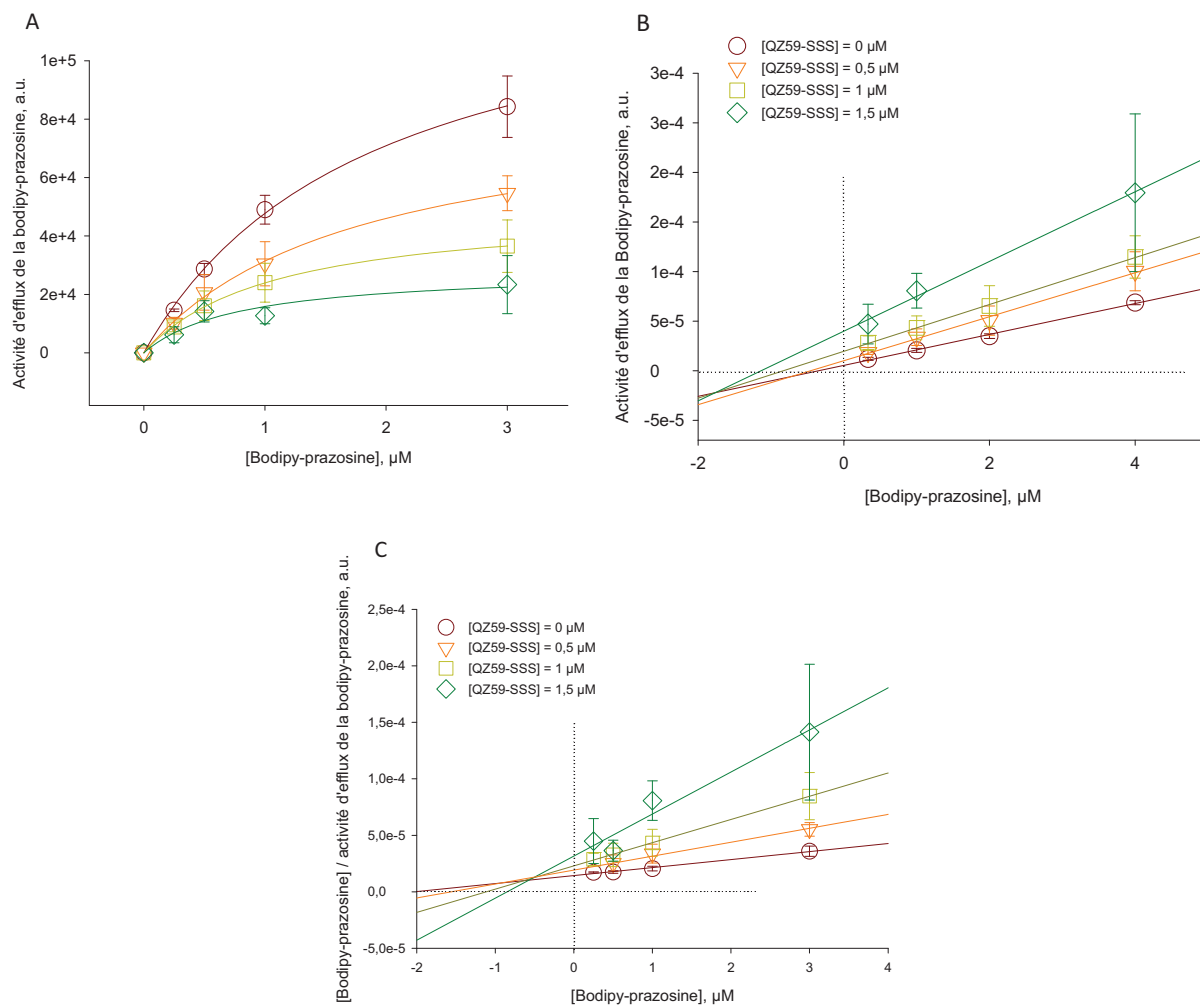 A
Activité d'efflux de la bodipy-prazosine, a.u.
1e+5
8e+4
6e+4
4e+4
2e+4
0
0
1
2
3
[Bodipy-prazosine], µM
B
[QZ59-SSS] = 0 µM
[QZ59-SSS] = 0,5 µM
[QZ59-SSS] = 1 µM
[QZ59-SSS] = 1,5 µM
Activité d'efflux de la Bodipy-prazosine, a.u.
3e-4
3e-4
2e-4
2e-4
1e-4
5e-5
0
-5e-5
-2
0
2
4
[Bodipy-prazosine], µM
C
[Bodipy-prazosine] / activité d'efflux de la bodipy-prazosine, a.u.
[QZ59-SSS] = 0 µM
[QZ59-SSS] = 0,5 µM
[QZ59-SSS] = 1 µM
[QZ59-SSS] = 1,5 µM
2,5e-4
2,0e-4
1,5e-4
1,0e-4
5,0e-5
0,0
-5,0e-5
-2
-1
0
1
2
3
4
[Bodipy-prazosine], µM